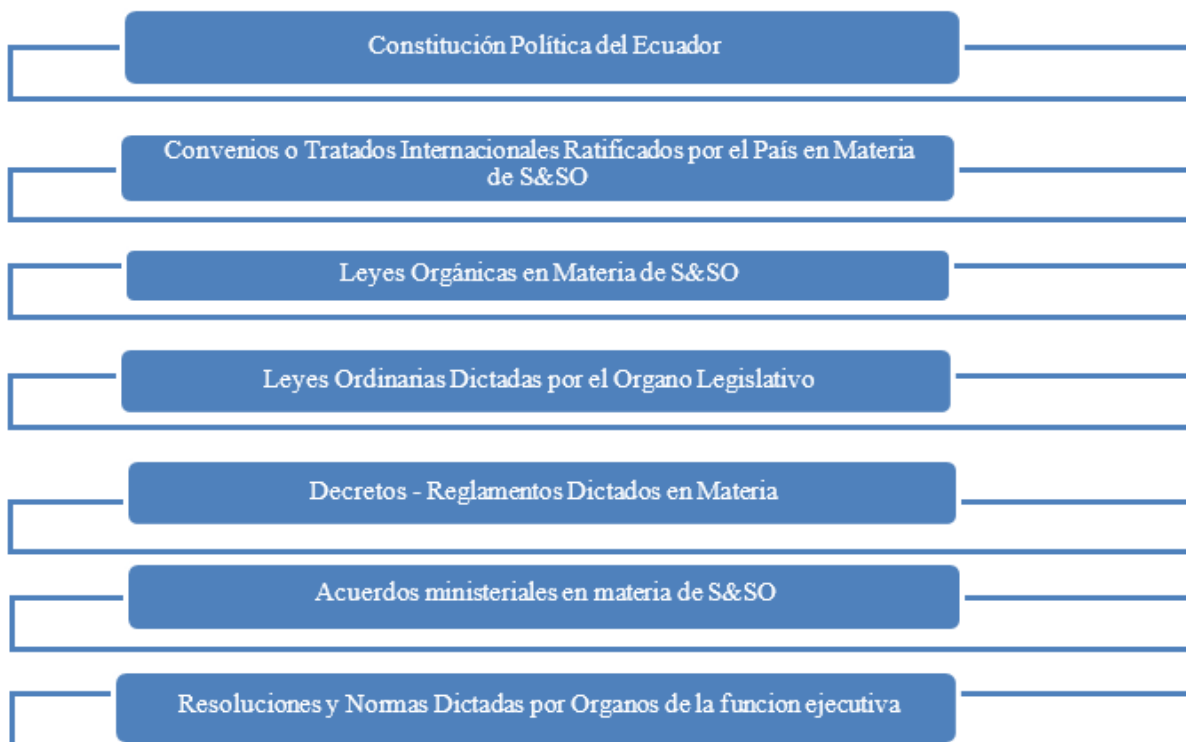 Constitución Política del Ecuador
Convenios o Tratados Internacionales Ratificados por el País en Materia
de S&SO
Leyes Orgánicas en Materia de S&SO
Leyes Ordinarias Dictadas por el Organo Legislativo
Decretos - Reglamentos Dictados en Materia
Acuerdos ministeriales en materia de S&SO
Resoluciones y Normas Dictadas por Organos de la funcion ejecutiva